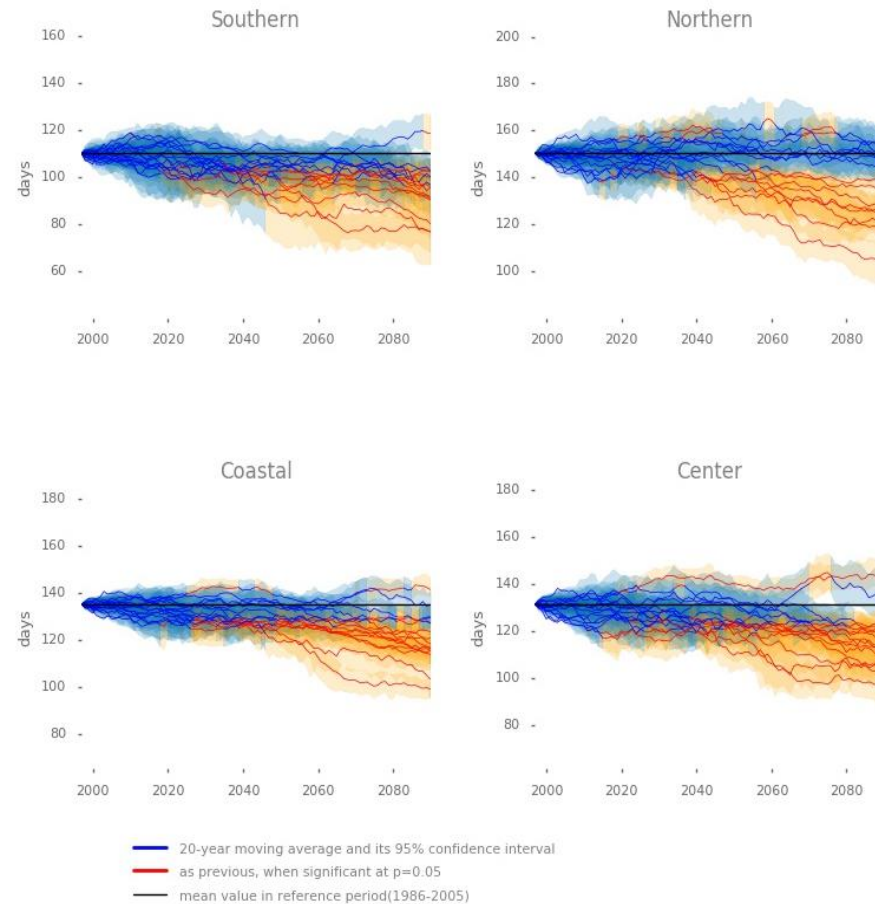 Southern
160
140
120
100
80
60
days
2000 2020 2040 2060 2080
Northern
200
180
160
140
120
100
days
2000 2020 2040 2060 2080
Coastal
180
160
140
120
100
80
days
2000 2020 2040 2060 2080
Center
180
160
140
120
100
80
days
2000 2020 2040 2060 2080
20-year moving average and its 95% confidence interval
as previous, when significant at p=0.05
mean value in reference period(1986-2005)